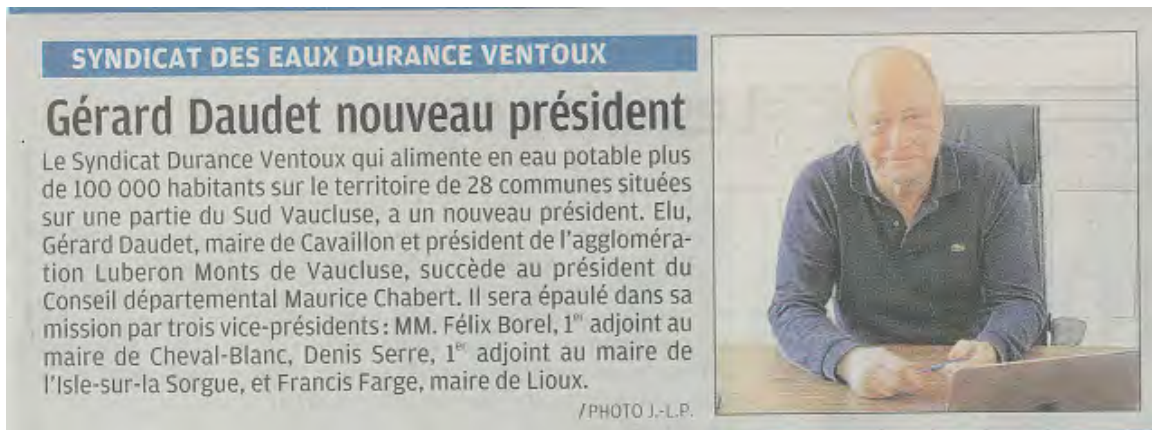 SYNDICAT DES EAUX DURANCE VENTOUX
Gérard Daudet nouveau président
Le Syndicat Durance Ventoux qui alimente en eau potable plus
de 100 000 habitants sur le territoire de 28 communes situées
sur une partie du Sud Vaucluse, a un nouveau président. Elu,
Gérard Daudet, maire de Cavaillon et président de l'aggloméra-
tion Luberon Monts de Vaucluse, succède au président du
Conseil départemental Maurice Chabert. Il sera épaulé dans sa
mission par trois vice-présidents : MM. Félix Borel, 1er adjoint au
maire de Cheval-Blanc, Denis Serre, 1er adjoint au maire de
l'Isle-sur-la Sorgue, et Francis Farge, maire de Lioux.
/PHOTO J.-L.P.